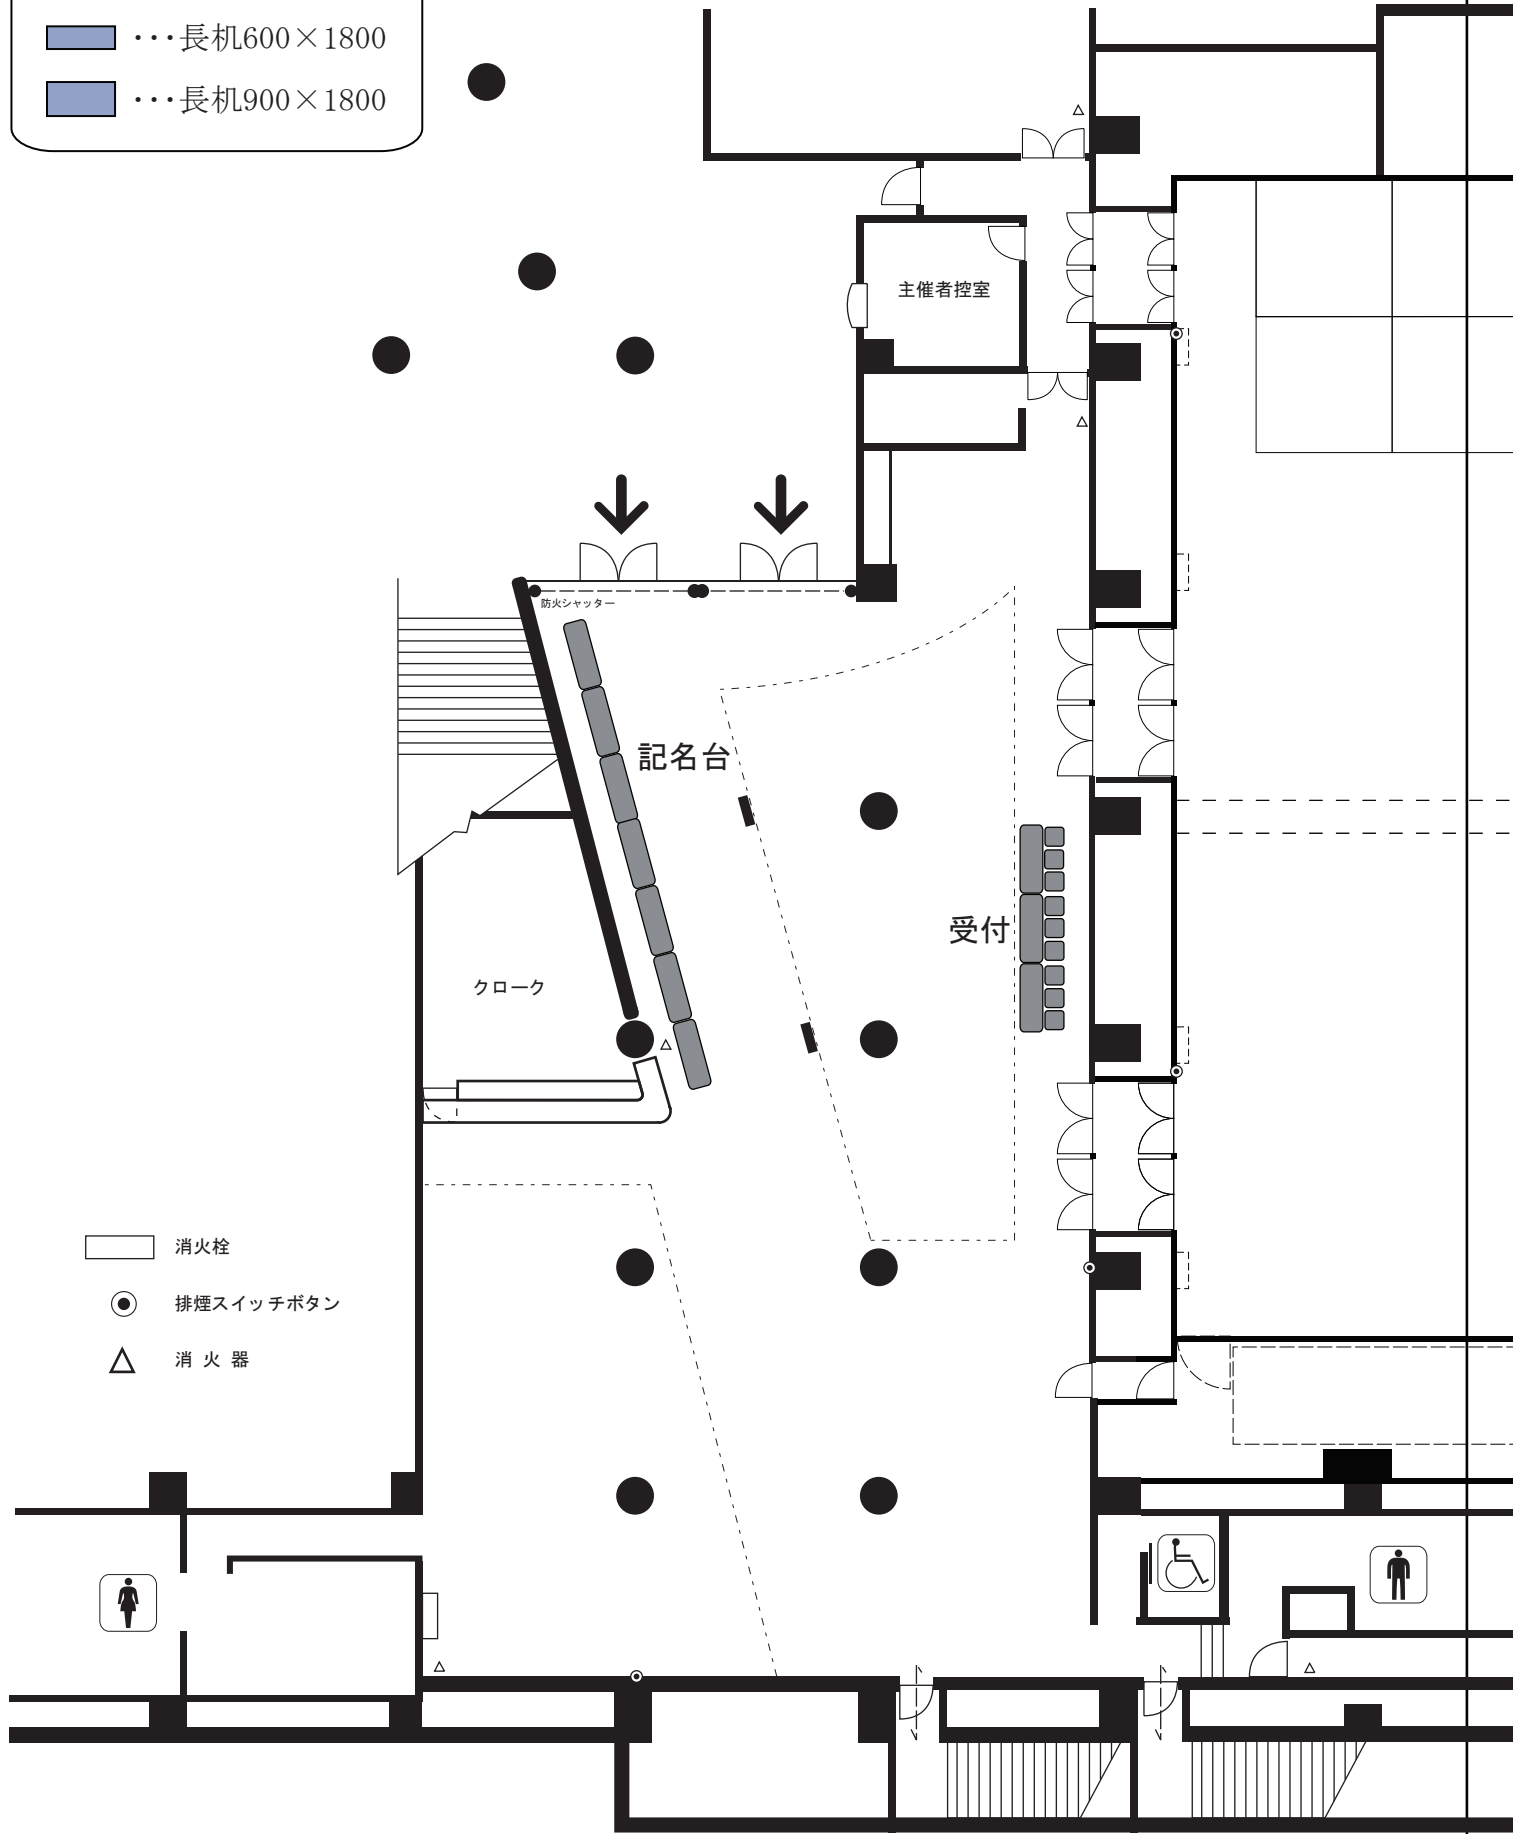 …長机600×1800
…長机900×1800
主催者控室
防火シャッター
記名台
受付
クローク
消火栓
排煙スイッチボタン
消 火 器